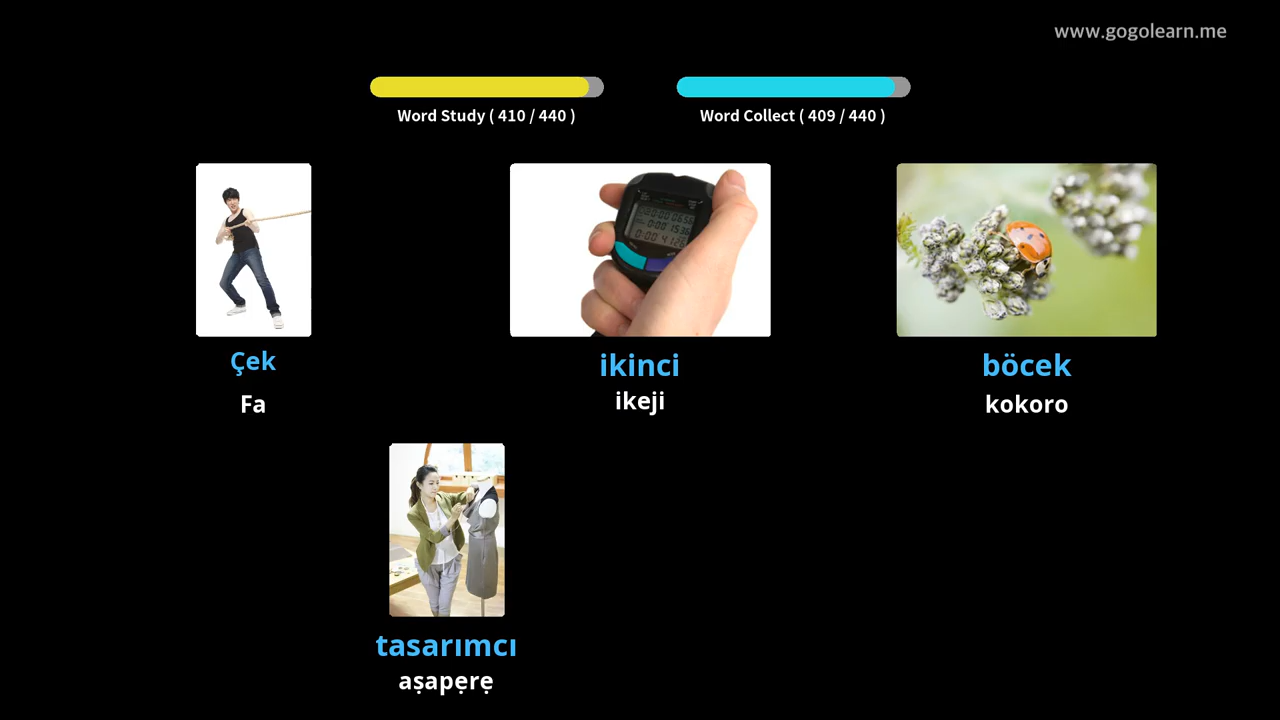 www.gogolearn.me
Word Study ( 410 / 440 )
Word Collect ( 409 / 440 )
Çek
Fa
ikinci
ikeji
böcek
kokoro
tasarımcı
aṣapẹrẹ